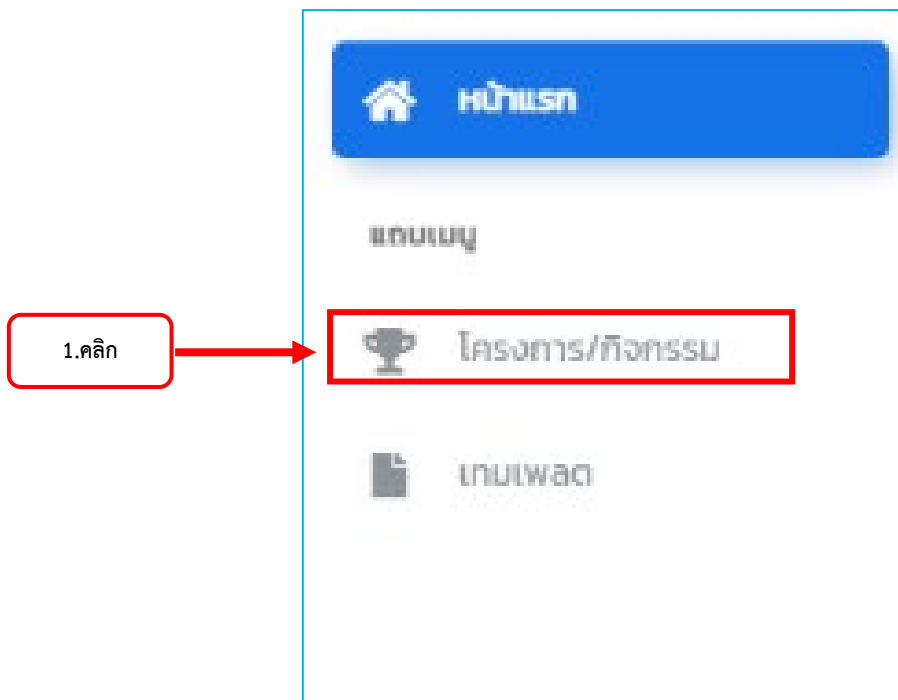 หน้าแรก
แถบเมนู
1.คลิก
โครงการ/กิจกรรม
เทมเพลต